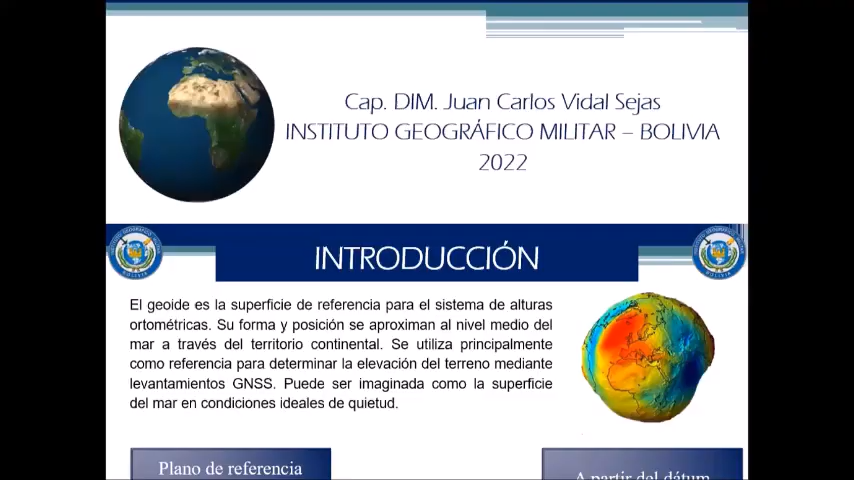 Cap. DIM. Juan Carlos Vidal Sejas
INSTITUTO GEOGRÁFICO MILITAR – BOLIVIA
2022
INTRODUCCIÓN
El geoide es la superficie de referencia para el sistema de alturas
ortométricas. Su forma y posición se aproximan al nivel medio del
mar a través del territorio continental. Se utiliza principalmente
como referencia para determinar la elevación del terreno mediante
levantamientos GNSS. Puede ser imaginada como la superficie
del mar en condiciones ideales de quietud.
Plano de referencia
A partir del dátum